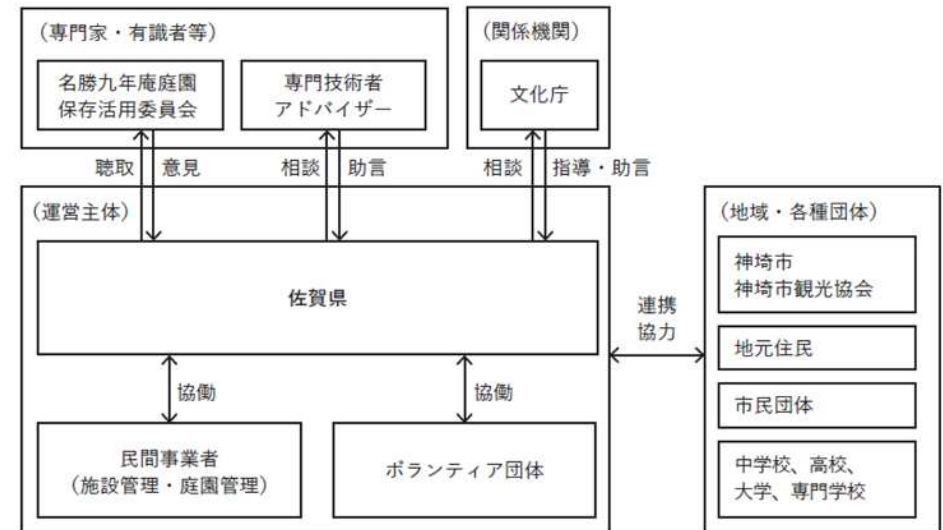 （専門家・有識者等）
名勝九年庵庭園
保存活用委員会
専門技術者
アドバイザー
（関係機関）
文化庁
聴取
意見
相談
助言
相談
指導・助言
（運営主体）
佐賀県
協働
協働
民間事業者
（施設管理・庭園管理）
ボランティア団体
連携
協力
（地域・各種団体）
神埼市
神埼市観光協会
地元住民
市民団体
中学校、高校、
大学、専門学校